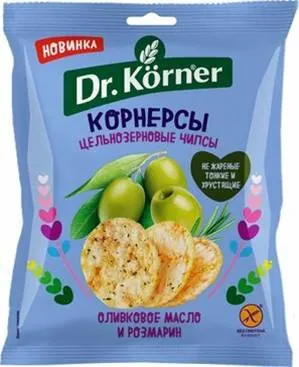 НОВИНКА
Dr. Körner
КОРНЕРСЫ
ЦЕЛЬНОЗЕРНОВЫЕ ЧИПСЫ
НЕ ЖАРЕНЫЕ
ТОНКИЕ И
ХРУСТЯЩИЕ
ОЛИВКОВОЕ МАСЛО
И РОЗМАРИН